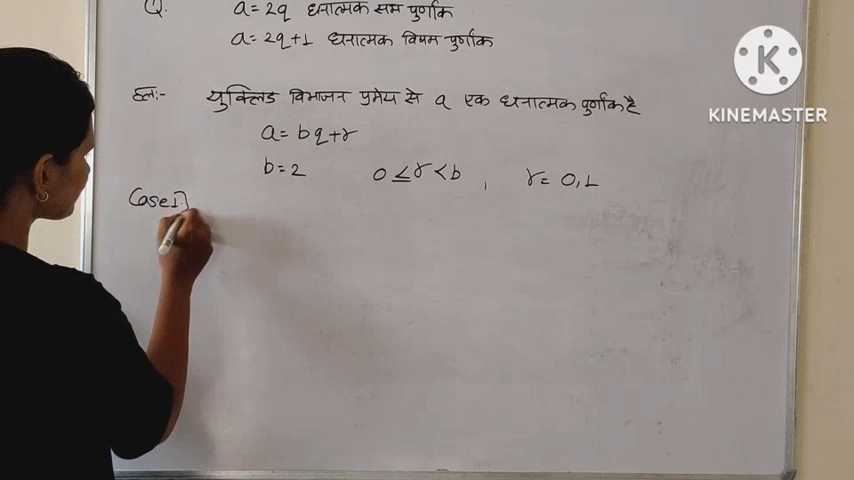 Q. a = 2q धनात्मक सम पुर्णांक
a = 2q+1 धनात्मक विषम पुर्णांक
हल:- युक्लिड विभाजन प्रमेय से a एक धनात्मक पुर्णांक है
a = bq+r
b = 2 0 ≤ r < b , r = 0,1
Case I)
K
KINEMASTER